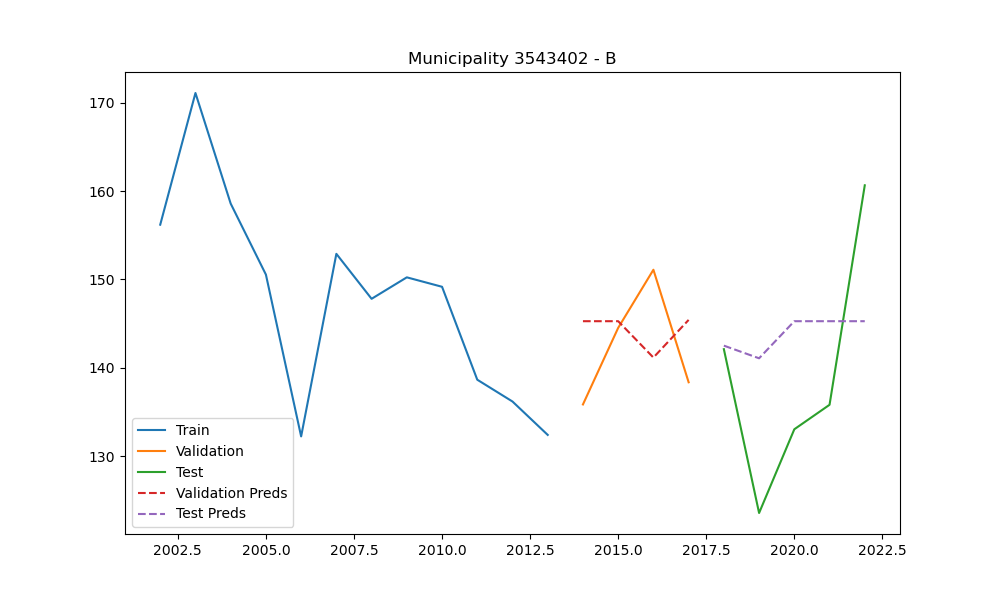 Municipality 3543402 - B
170
160
150
140
130
Train
Validation
Test
Validation Preds
Test Preds
2002.5 2005.0 2007.5 2010.0 2012.5 2015.0 2017.5 2020.0 2022.5